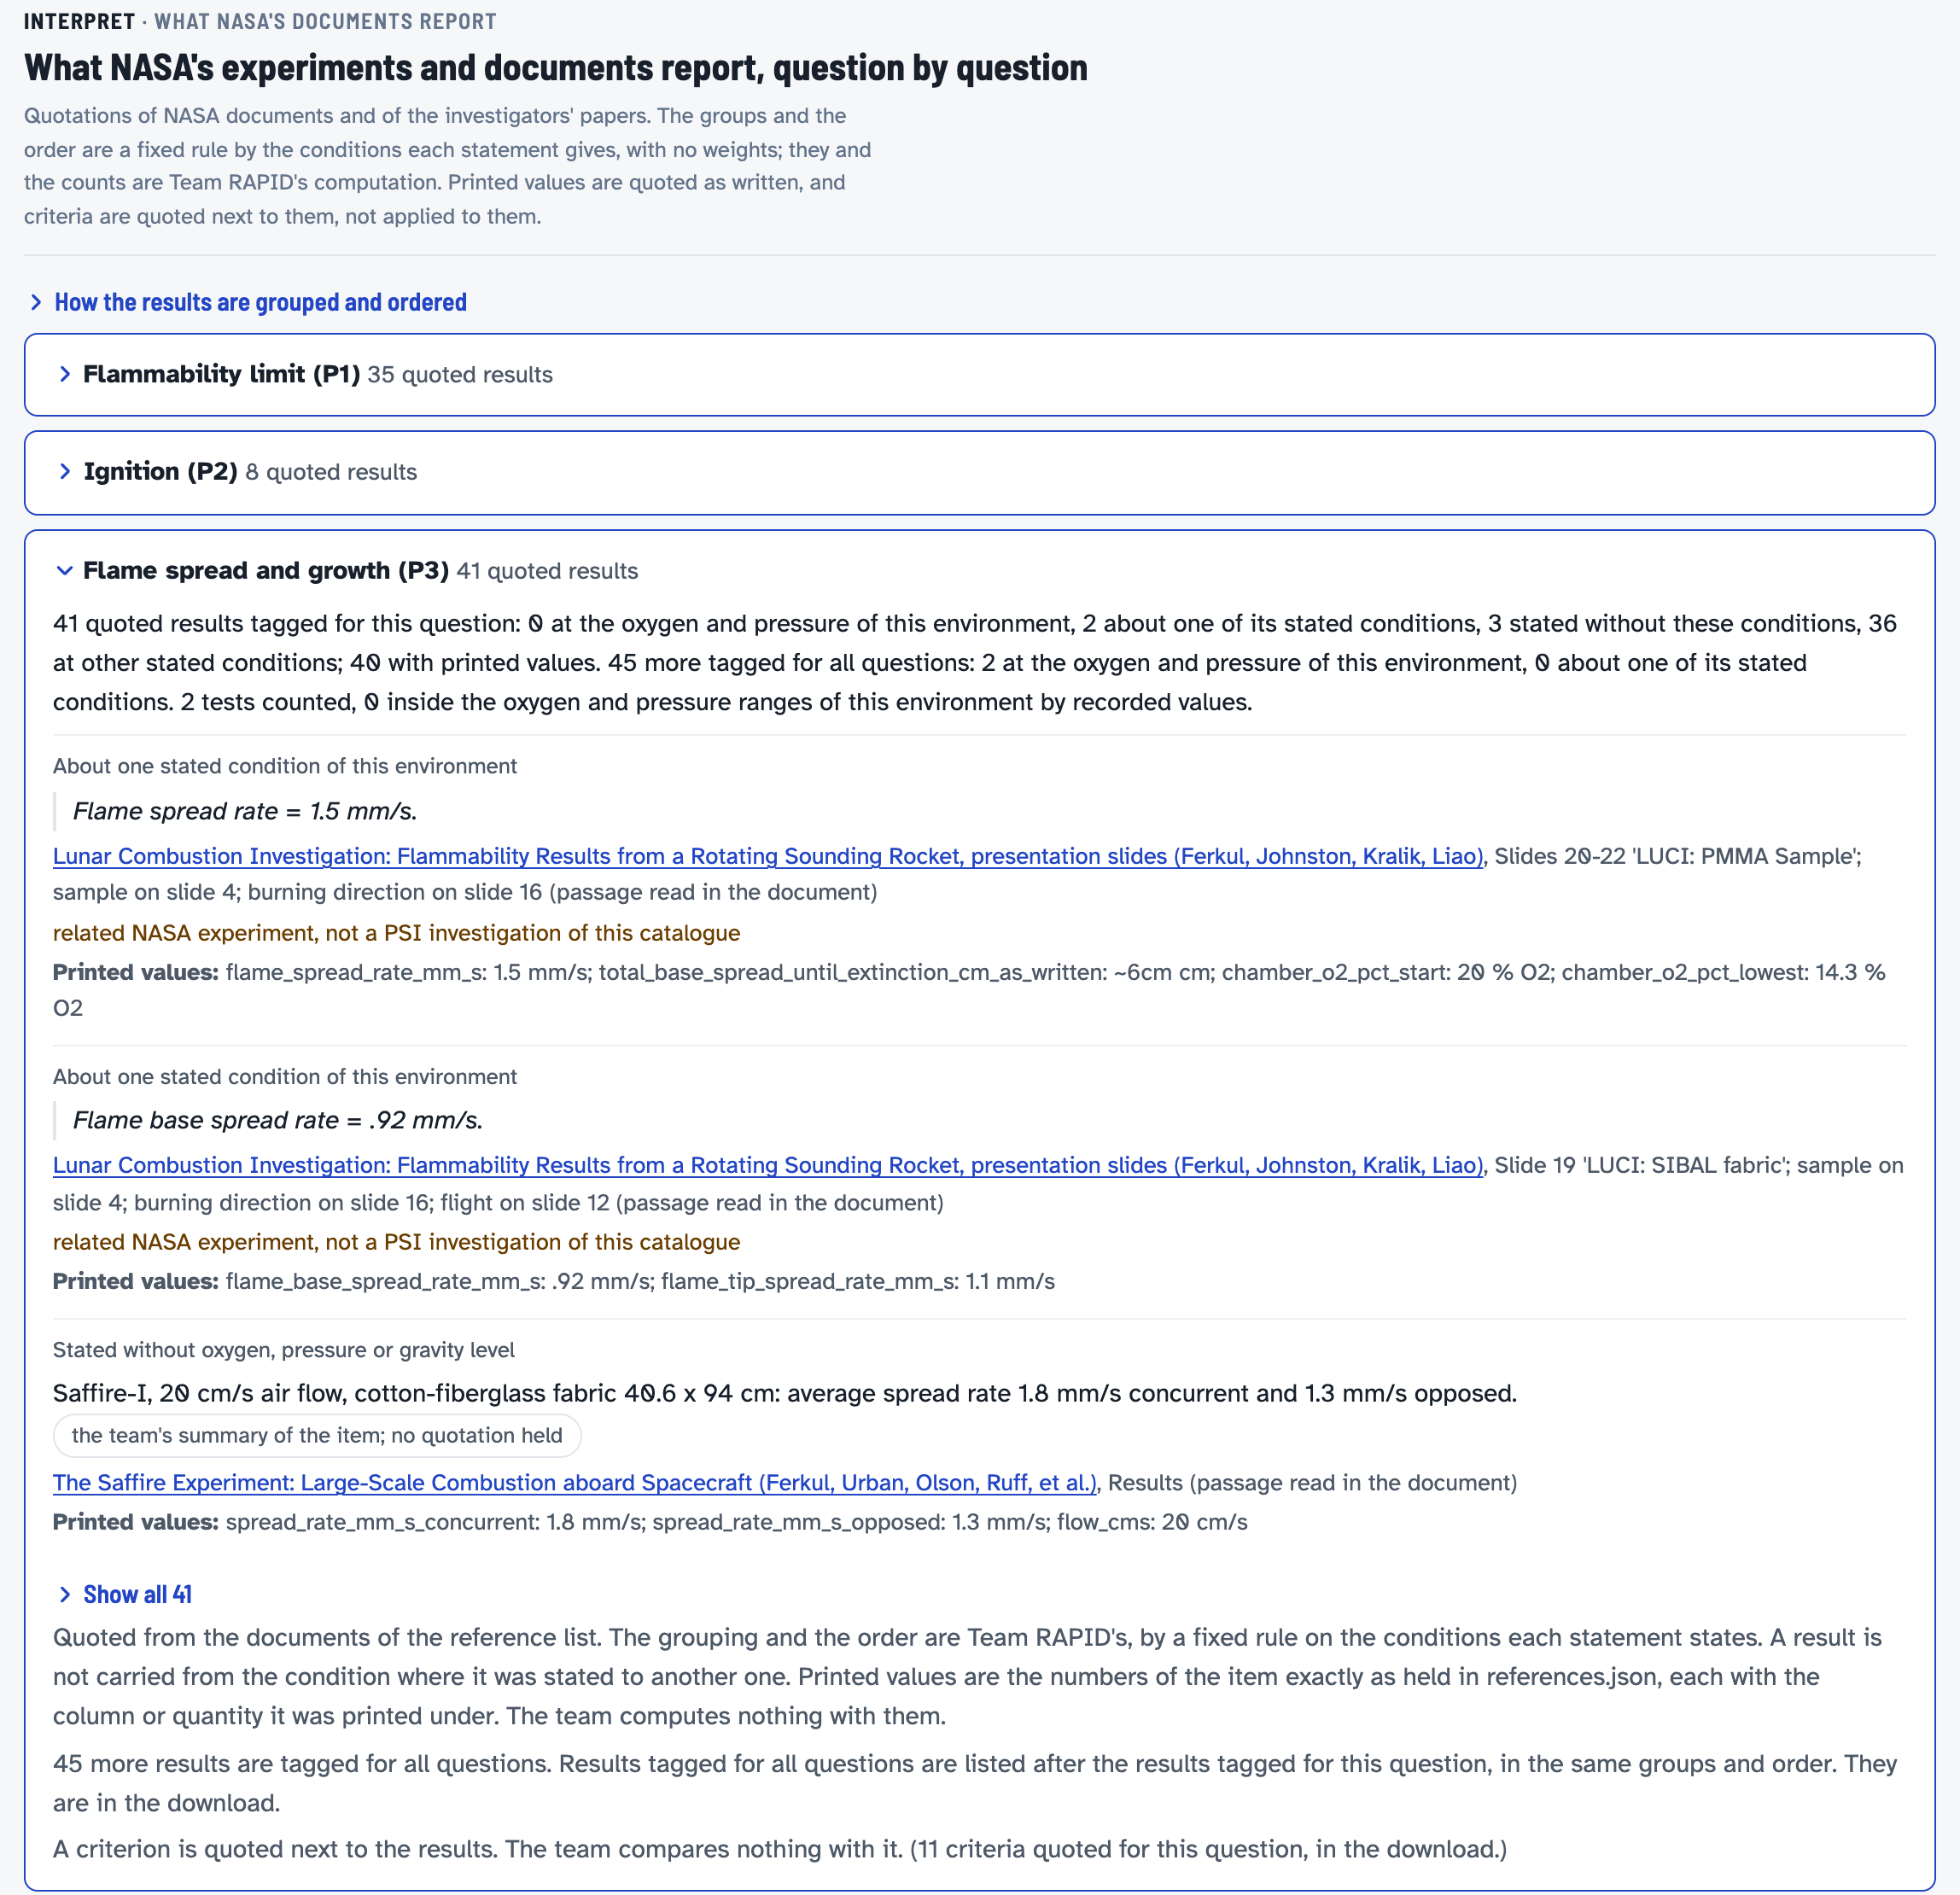 INTERPRET · WHAT NASA'S DOCUMENTS REPORT
What NASA's experiments and documents report, question by question
Quotations of NASA documents and of the investigators' papers. The groups and the
order are a fixed rule by the conditions each statement gives, with no weights; they and
the counts are Team RAPID's computation. Printed values are quoted as written, and
criteria are quoted next to them, not applied to them.
How the results are grouped and ordered
Flammability limit (P1) 35 quoted results
Ignition (P2) 8 quoted results
Flame spread and growth (P3) 41 quoted results
41 quoted results tagged for this question: 0 at the oxygen and pressure of this environment, 2 about one of its stated conditions, 3 stated without these conditions, 36
at other stated conditions; 40 with printed values. 45 more tagged for all questions: 2 at the oxygen and pressure of this environment, 0 about one of its stated
conditions. 2 tests counted, 0 inside the oxygen and pressure ranges of this environment by recorded values.
About one stated condition of this environment
Flame spread rate = 1.5 mm/s.
Lunar Combustion Investigation: Flammability Results from a Rotating Sounding Rocket, presentation slides (Ferkul, Johnston, Kralik, Liao), Slides 20-22 'LUCI: PMMA Sample';
sample on slide 4; burning direction on slide 16 (passage read in the document)
related NASA experiment, not a PSI investigation of this catalogue
Printed values: flame_spread_rate_mm_s: 1.5 mm/s; total_base_spread_until_extinction_cm_as_written: ~6cm cm; chamber_o2_pct_start: 20 % O2; chamber_o2_pct_lowest: 14.3 %
O2
About one stated condition of this environment
Flame base spread rate = .92 mm/s.
Lunar Combustion Investigation: Flammability Results from a Rotating Sounding Rocket, presentation slides (Ferkul, Johnston, Kralik, Liao), Slide 19 'LUCI: SIBAL fabric'; sample on
slide 4; burning direction on slide 16; flight on slide 12 (passage read in the document)
related NASA experiment, not a PSI investigation of this catalogue
Printed values: flame_base_spread_rate_mm_s: .92 mm/s; flame_tip_spread_rate_mm_s: 1.1 mm/s
Stated without oxygen, pressure or gravity level
Saffire-I, 20 cm/s air flow, cotton-fiberglass fabric 40.6 x 94 cm: average spread rate 1.8 mm/s concurrent and 1.3 mm/s opposed.
the team's summary of the item; no quotation held
The Saffire Experiment: Large-Scale Combustion aboard Spacecraft (Ferkul, Urban, Olson, Ruff, et al.), Results (passage read in the document)
Printed values: spread_rate_mm_s_concurrent: 1.8 mm/s; spread_rate_mm_s_opposed: 1.3 mm/s; flow_cms: 20 cm/s
Show all 41
Quoted from the documents of the reference list. The grouping and the order are Team RAPID's, by a fixed rule on the conditions each statement states. A result is
not carried from the condition where it was stated to another one. Printed values are the numbers of the item exactly as held in references.json, each with the
column or quantity it was printed under. The team computes nothing with them.
45 more results are tagged for all questions. Results tagged for all questions are listed after the results tagged for this question, in the same groups and order. They
are in the download.
A criterion is quoted next to the results. The team compares nothing with it. (11 criteria quoted for this question, in the download.)